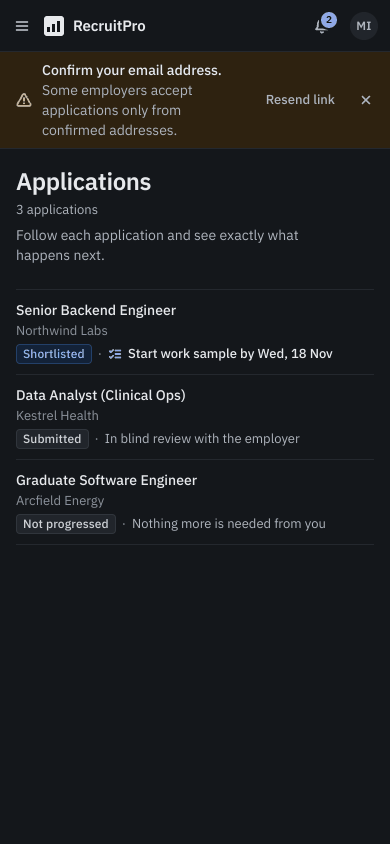 RecruitPro
2
MI
Confirm your email address.
Some employers accept
applications only from
confirmed addresses.
Resend link
Applications
3 applications
Follow each application and see exactly what
happens next.
Senior Backend Engineer
Northwind Labs
Shortlisted · Start work sample by Wed, 18 Nov
Data Analyst (Clinical Ops)
Kestrel Health
Submitted · In blind review with the employer
Graduate Software Engineer
Arcfield Energy
Not progressed · Nothing more is needed from you